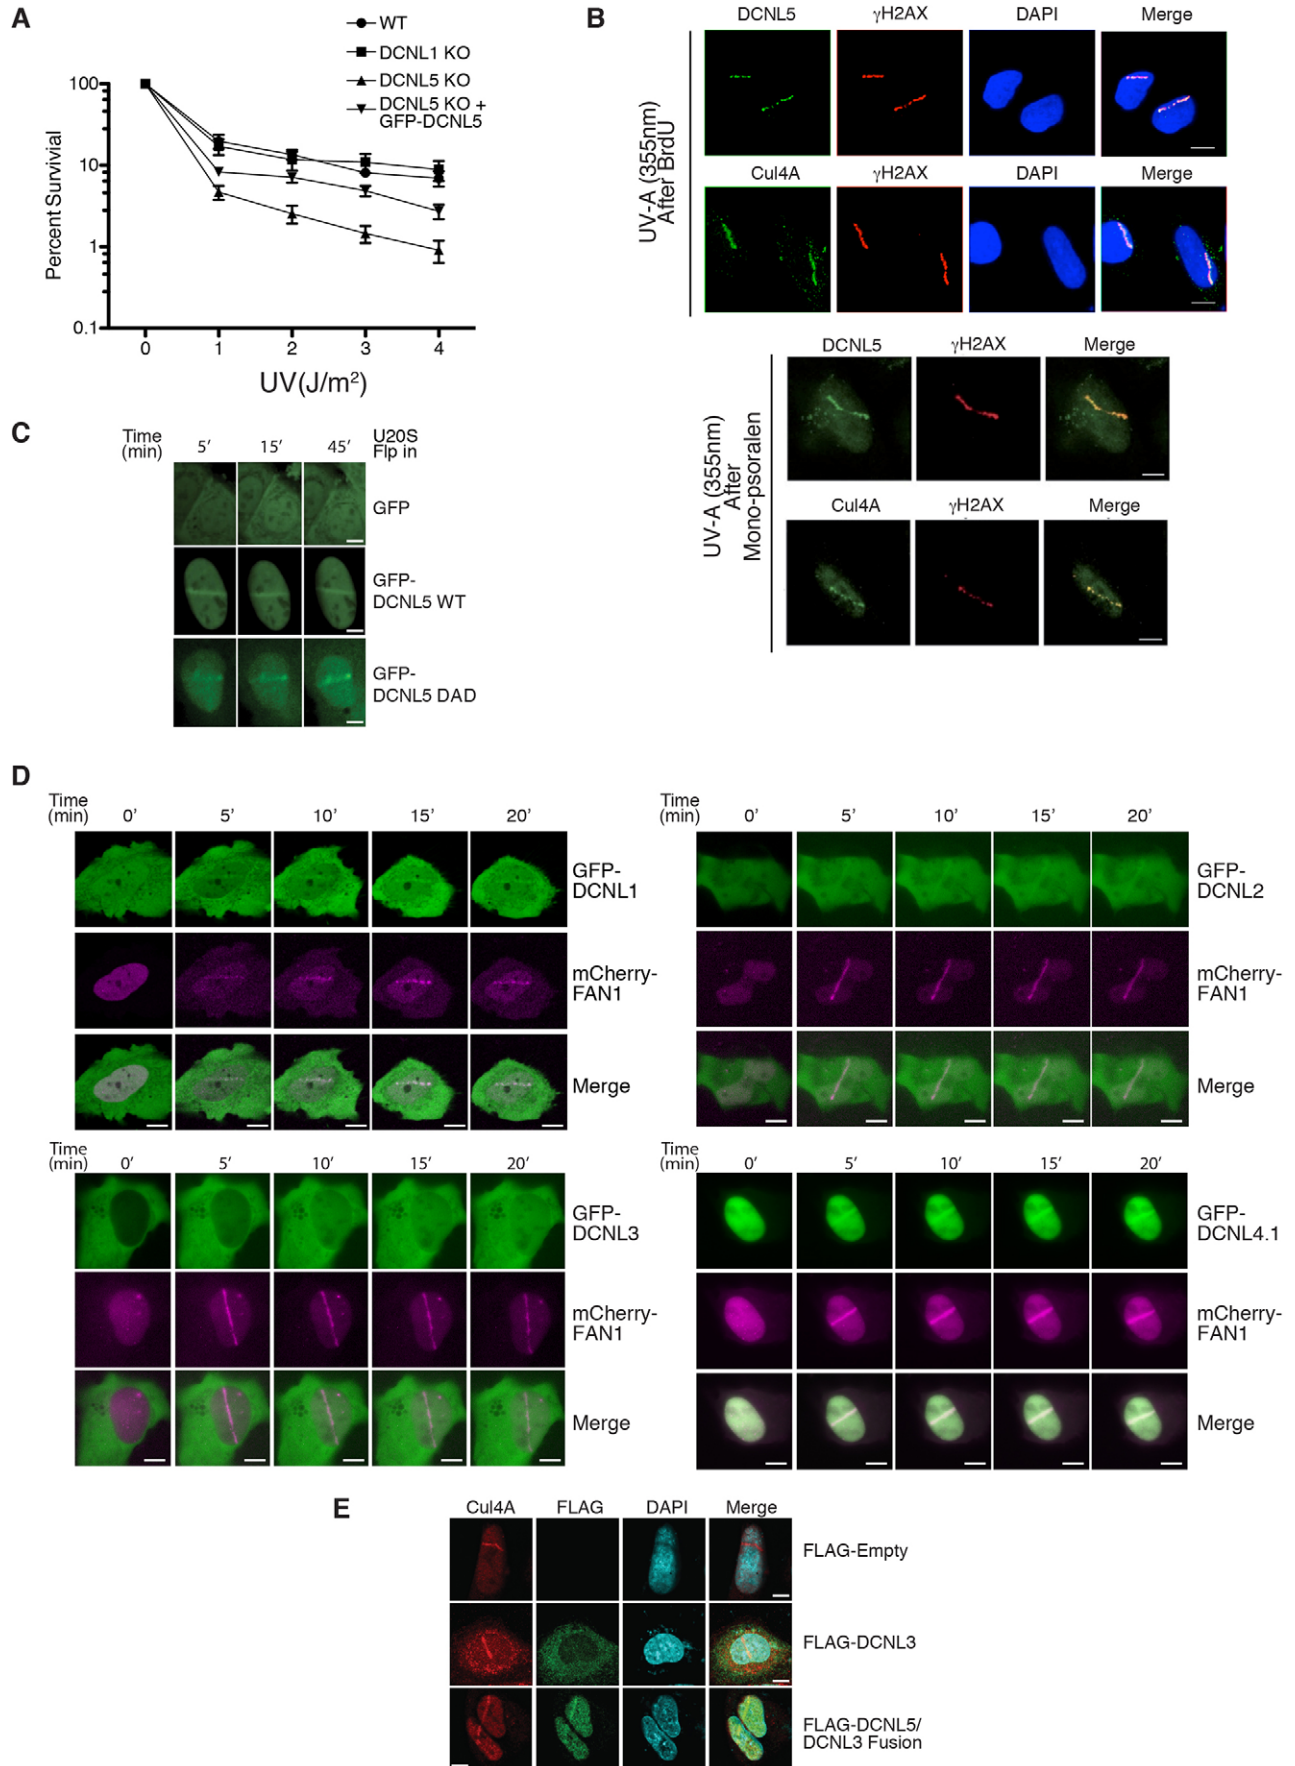 A
WT
DCNL1 KO
DCNL5 KO
DCNL5 KO +
GFP-DCNL5
100
10
1
0.1
Percent Survivial
0 1 2 3 4
UV(J/m²)
B
UV-A (355nm)
After BrdU
DCNL5 γH2AX DAPI Merge
Cul4A γH2AX DAPI Merge
UV-A (355nm)
After
Mono-psoralen
DCNL5 γH2AX Merge
Cul4A γH2AX Merge
C
Time
(min)
5′ 15′ 45′
U20S
Flp in
GFP
GFP-
DCNL5 WT
GFP-
DCNL5 DAD
D
Time
(min)
0’ 5’ 10’ 15’ 20’
GFP-
DCNL1
mCherry-
FAN1
Merge
Time
(min)
0’ 5’ 10’ 15’ 20’
GFP-
DCNL2
mCherry-
FAN1
Merge
Time
(min)
0′ 5′ 10′ 15′ 20′
GFP-
DCNL3
mCherry-
FAN1
Merge
Time
(min)
0′ 5′ 10′ 15′ 20′
GFP-
DCNL4.1
mCherry-
FAN1
Merge
E
Cul4A FLAG DAPI Merge
FLAG-Empty
FLAG-DCNL3
FLAG-DCNL5/
DCNL3 Fusion